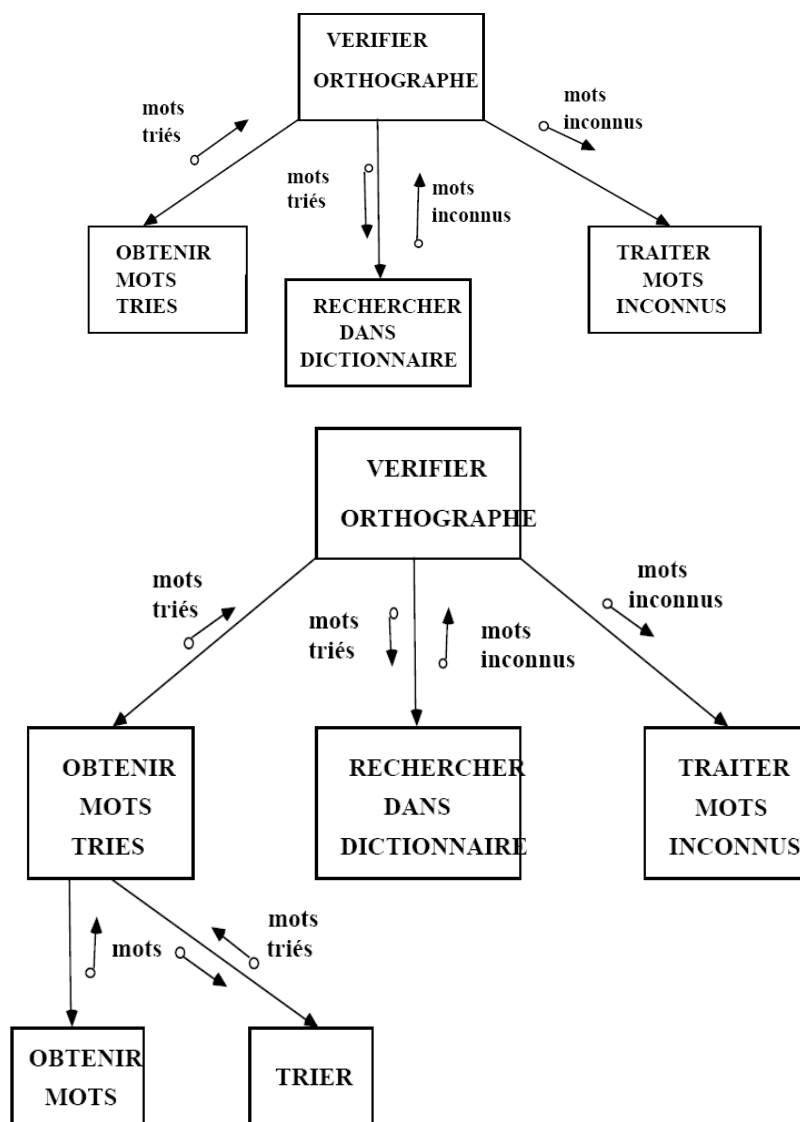 VERIFIER
ORTHOGRAPHE
mots
triés
mots
inconnus
mots
triés
mots
inconnus
OBTENIR
MOTS
TRIES
RECHERCHER
DANS
DICTIONNAIRE
TRAITER
MOTS
INCONNUS
VERIFIER
ORTHOGRAPHE
mots
triés
mots
triés
mots
inconnus
mots
inconnus
OBTENIR
MOTS
TRIES
RECHERCHER
DANS
DICTIONNAIRE
TRAITER
MOTS
INCONNUS
mots
mots
triés
OBTENIR
MOTS
TRIER